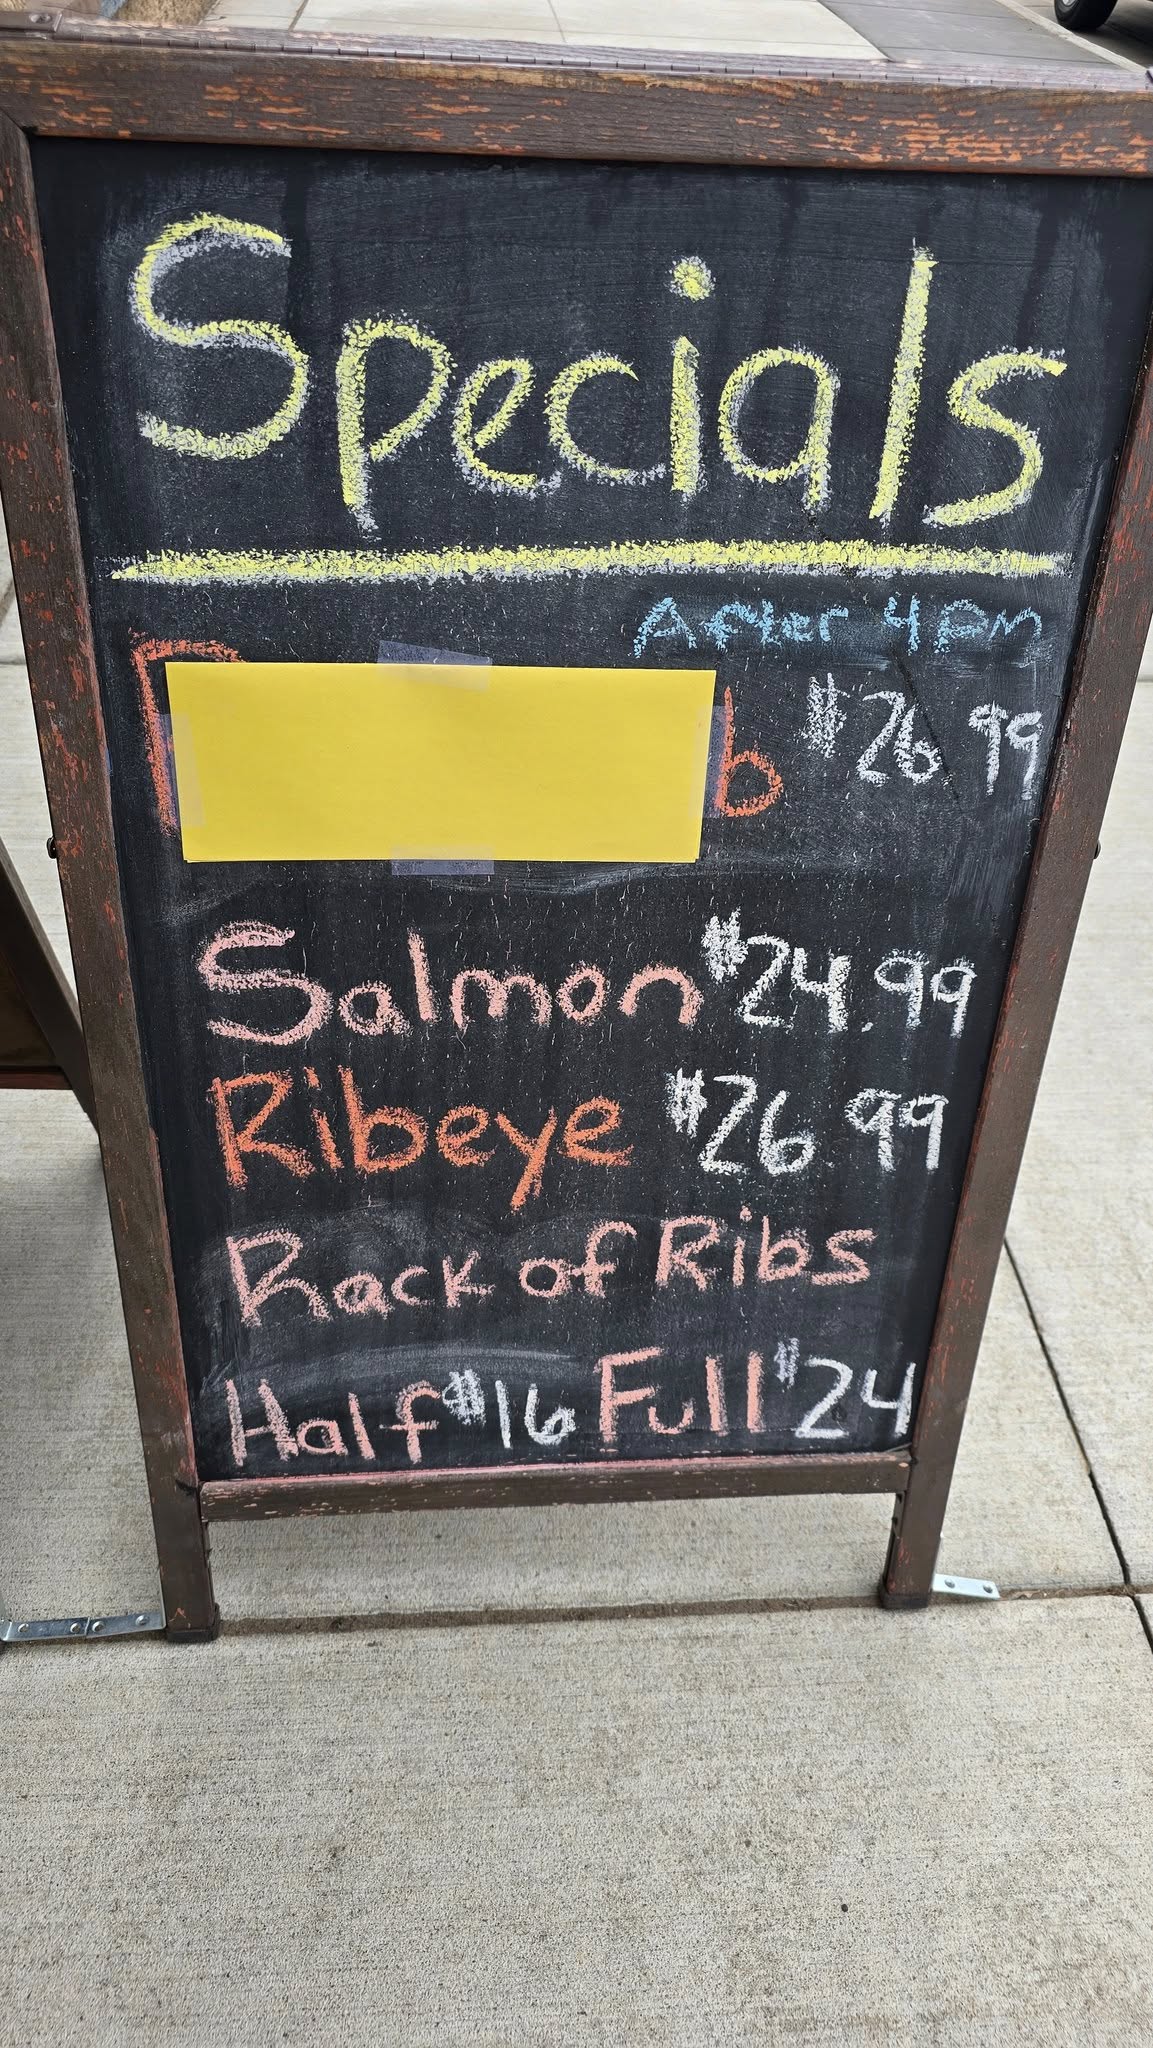 Specials
After 4pm
b $26.99
Salmon $24.99
Ribeye $26.99
Rack of Ribs
Half $16 Full $24